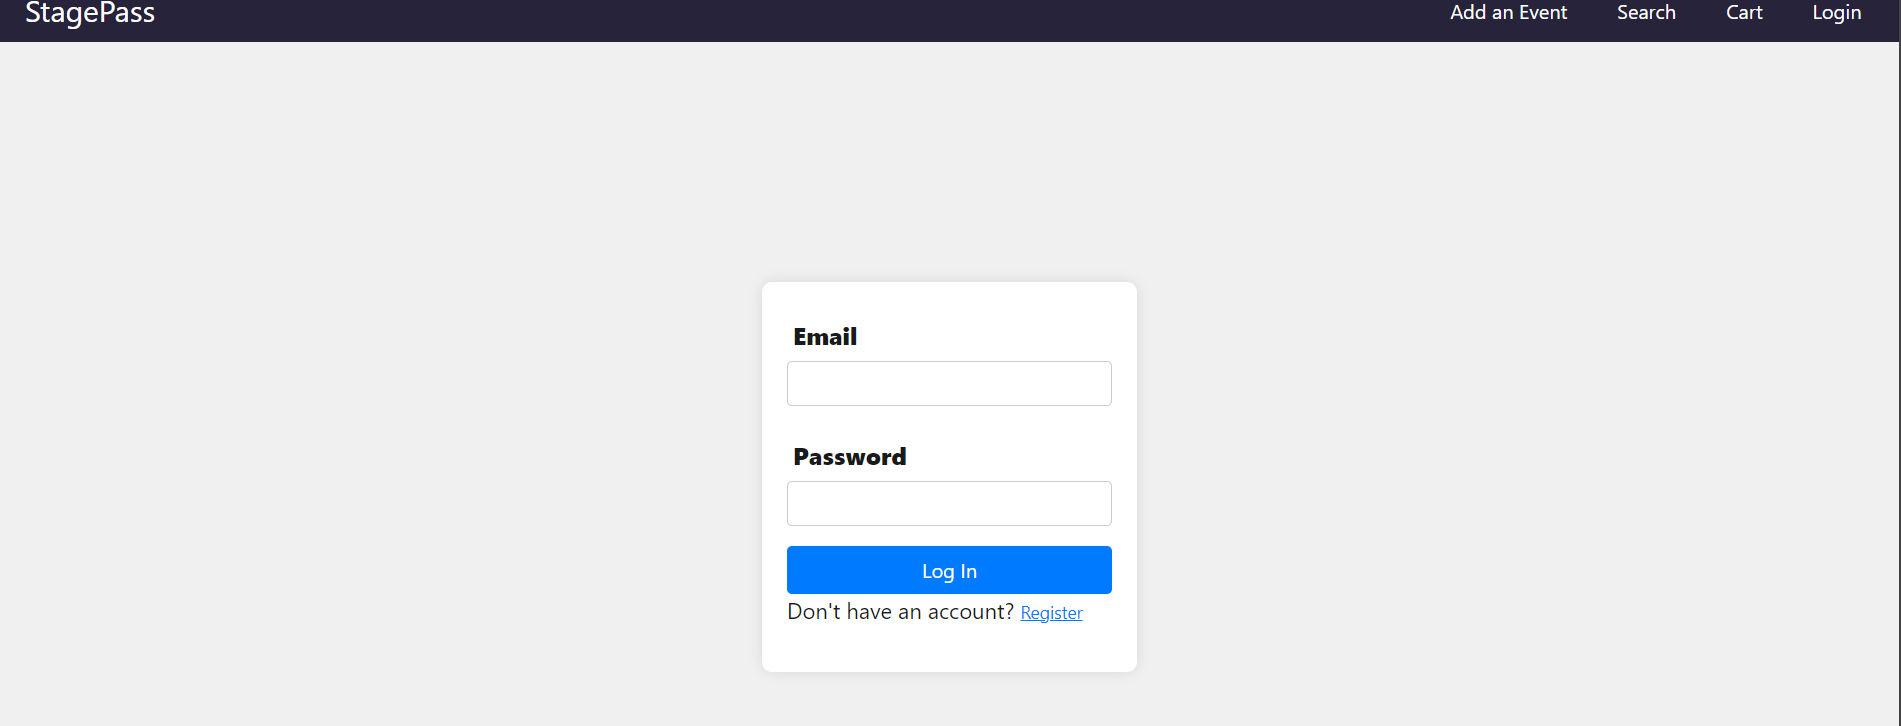 StagePass Add an Event Search Cart Login
Email
Password
Log In
Don't have an account? Register